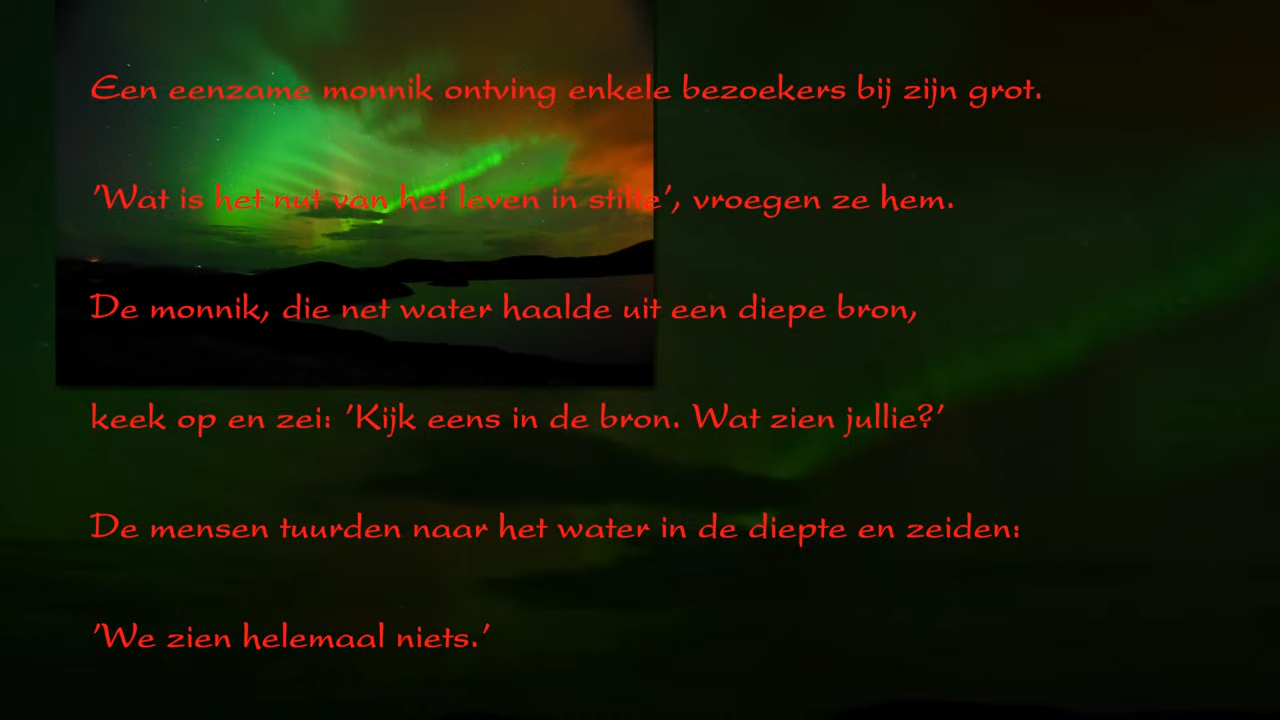 Een eenzame monnik ontving enkele bezoekers bij zijn grot.
'Wat is het nut van het leven in stilte', vroegen ze hem.
De monnik, die net water haalde uit een diepe bron,
keek op en zei: 'Kijk eens in de bron. Wat zien jullie?'
De mensen tuurden naar het water in de diepte en zeiden:
'We zien helemaal niets.'